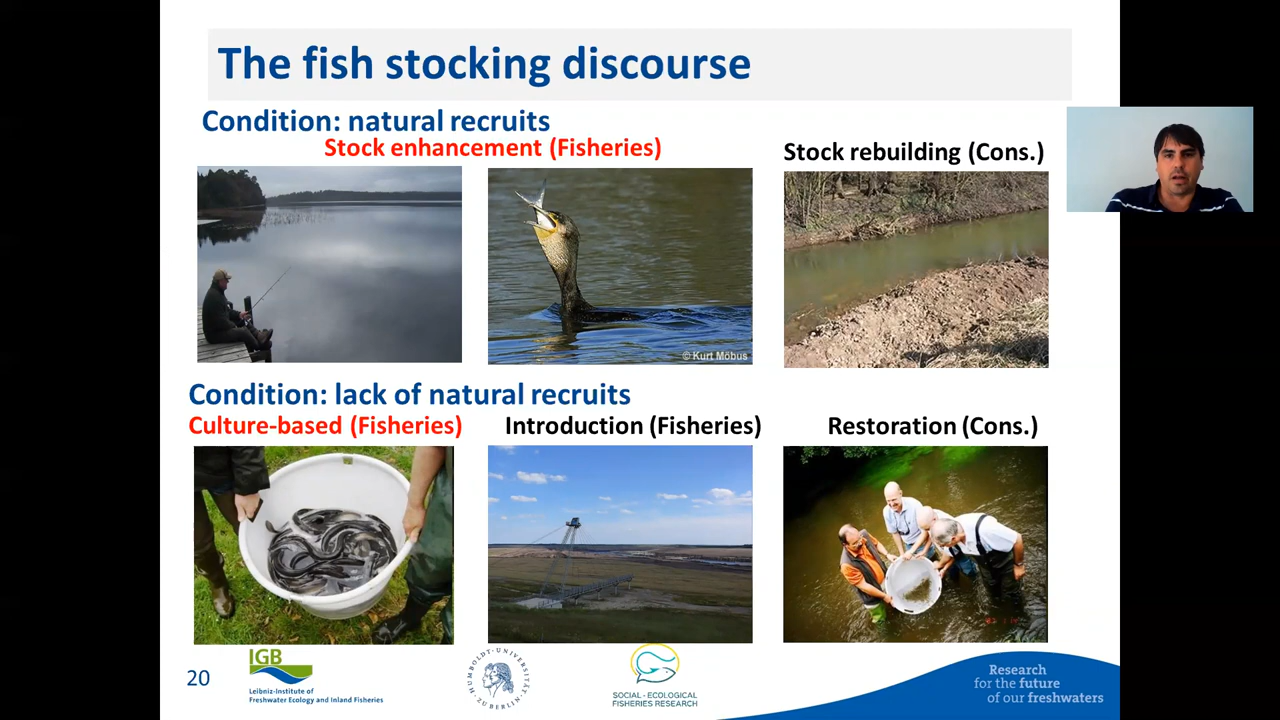 The fish stocking discourse
Condition: natural recruits
Stock enhancement (Fisheries)
Stock rebuilding (Cons.)
© Kurt Möbus
Condition: lack of natural recruits
Culture-based (Fisheries)
Introduction (Fisheries)
Restoration (Cons.)
20
IGB
Leibniz-Institute of
Freshwater Ecology and Inland Fisheries
HUMBOLDT-UNIVERSITÄT
ZU BERLIN
SOCIAL-ECOLOGICAL
FISHERIES RESEARCH
Research
for the future
of our freshwaters